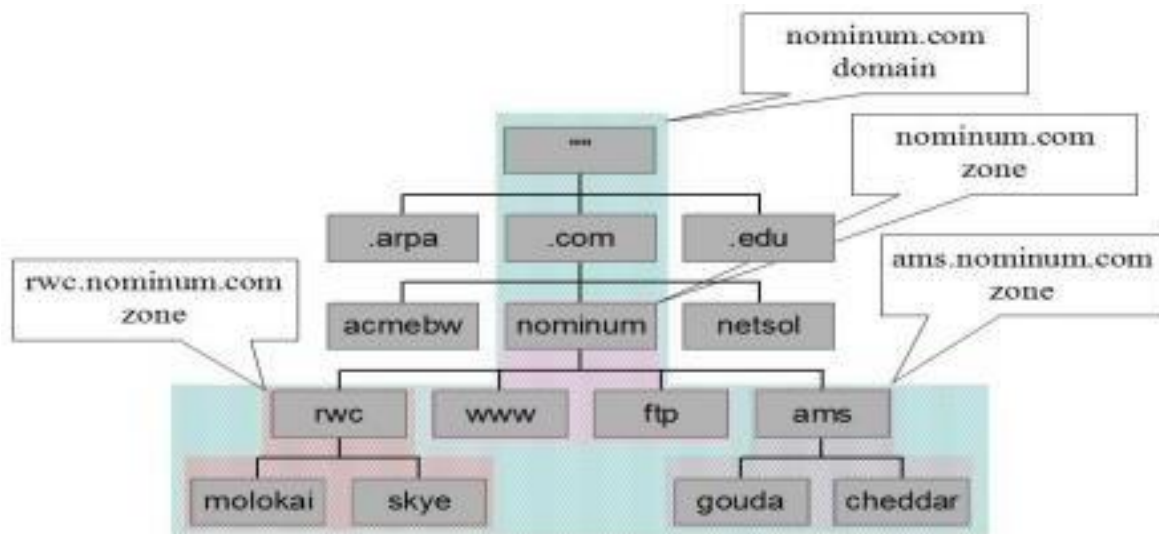 nominum.com
domain
nominum.com
zone
""
.arpa
.com
.edu
rwc.nominum.com
zone
ams.nominum.com
zone
acmebw
nominum
netsol
rwc
www
ftp
ams
molokai
skye
gouda
cheddar